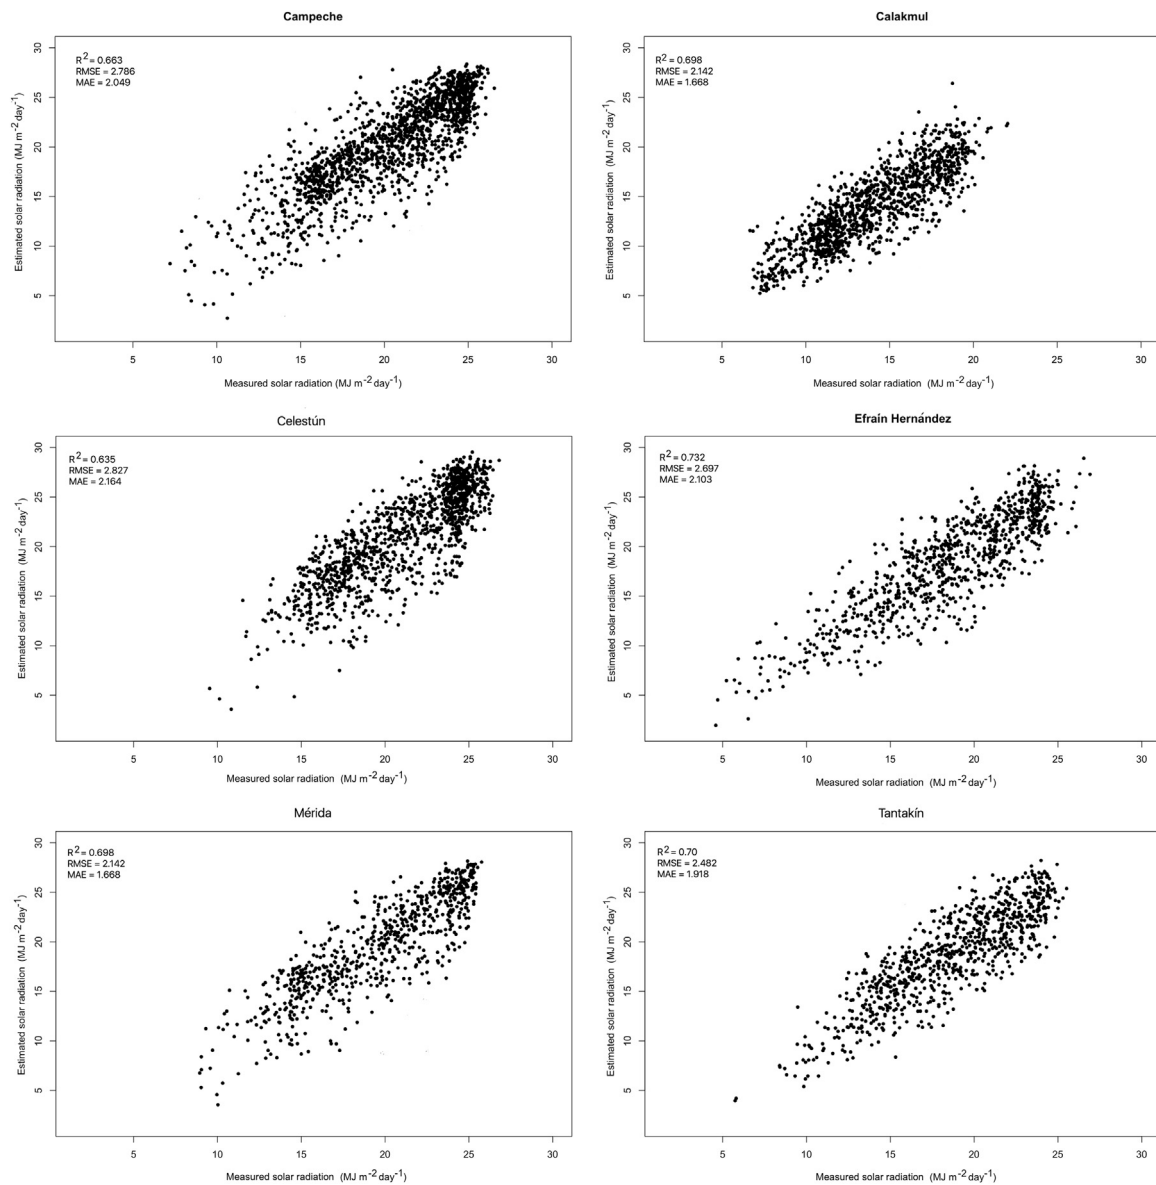 Campeche
R2 = 0.663
RMSE = 2.786
MAE = 2.049
30
25
20
15
10
5
Estimated solar radiation (MJ m-2 day-1)
5 10 15 20 25 30
Measured solar radiation (MJ m-2 day-1)
Calakmul
R2 = 0.698
RMSE = 2.142
MAE = 1.668
30
25
20
15
10
5
Estimated solar radiation (MJ m-2 day-1)
5 10 15 20 25 30
Measured solar radiation (MJ m-2 day-1)
Celestún
R2 = 0.635
RMSE = 2.827
MAE = 2.164
30
25
20
15
10
5
Estimated solar radiation (MJ m-2 day-1)
5 10 15 20 25 30
Measured solar radiation (MJ m-2 day-1)
Efraín Hernández
R2 = 0.732
RMSE = 2.697
MAE = 2.103
30
25
20
15
10
5
Estimated solar radiation (MJ m-2 day-1)
5 10 15 20 25 30
Measured solar radiation (MJ m-2 day-1)
Mérida
R2 = 0.698
RMSE = 2.142
MAE = 1.668
30
25
20
15
10
5
Estimated solar radiation (MJ m-2 day-1)
5 10 15 20 25 30
Measured solar radiation (MJ m-2 day-1)
Tantakín
R2 = 0.70
RMSE = 2.482
MAE = 1.918
30
25
20
15
10
5
Estimated solar radiation (MJ m-2 day-1)
5 10 15 20 25 30
Measured solar radiation (MJ m-2 day-1)